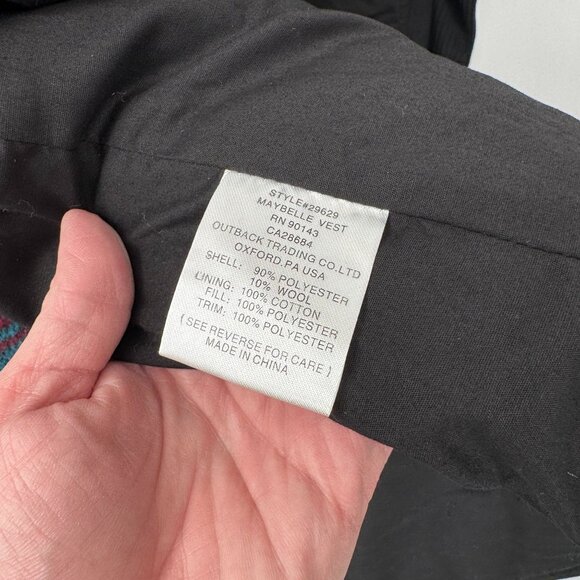 STYLE#29629
MAYBELLE VEST
RN 90143
CA28684
OUTBACK TRADING CO.LTD
OXFORD.PA USA
SHELL: 90% POLYESTER
10% WOOL
LINING: 100% COTTON
FILL: 100% POLYESTER
TRIM: 100% POLYESTER
( SEE REVERSE FOR CARE )
MADE IN CHINA